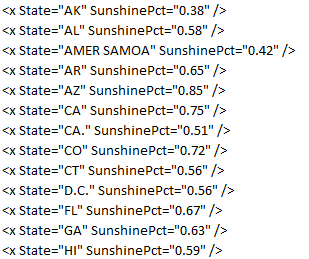 <x State="AK" SunshinePct="0.38" />
<x State="AL" SunshinePct="0.58" />
<x State="AMER SAMOA" SunshinePct="0.42" />
<x State="AR" SunshinePct="0.65" />
<x State="AZ" SunshinePct="0.85" />
<x State="CA" SunshinePct="0.75" />
<x State="CA." SunshinePct="0.51" />
<x State="CO" SunshinePct="0.72" />
<x State="CT" SunshinePct="0.56" />
<x State="D.C." SunshinePct="0.56" />
<x State="FL" SunshinePct="0.67" />
<x State="GA" SunshinePct="0.63" />
<x State="HI" SunshinePct="0.59" />